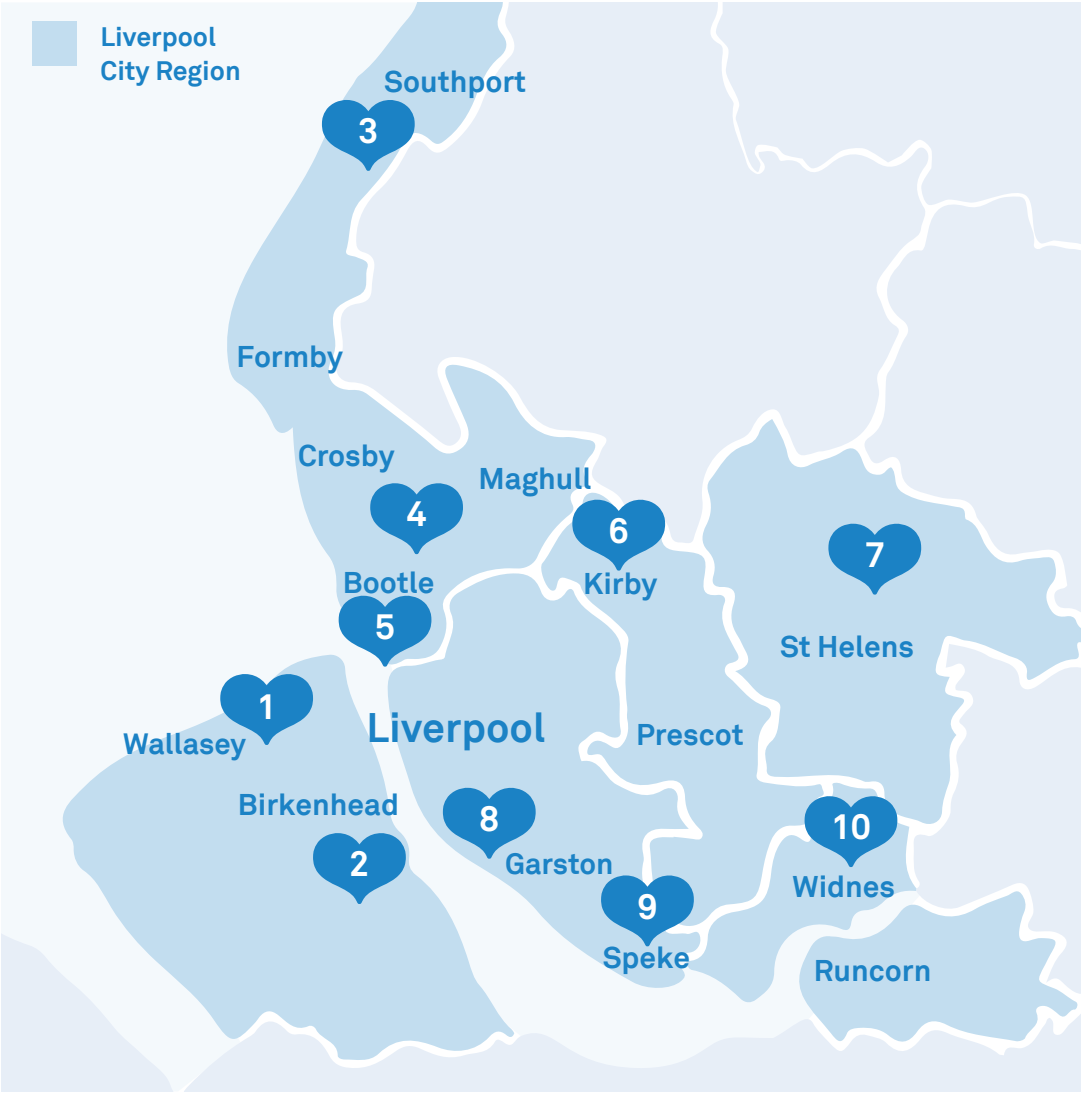 Liverpool
City Region
Southport
3
Formby
Crosby
Maghull
4
6
7
Bootle
Kirby
5
St Helens
1
Liverpool
Prescot
Wallasey
Birkenhead
8
10
2
Garston
Widnes
9
Speke
Runcorn